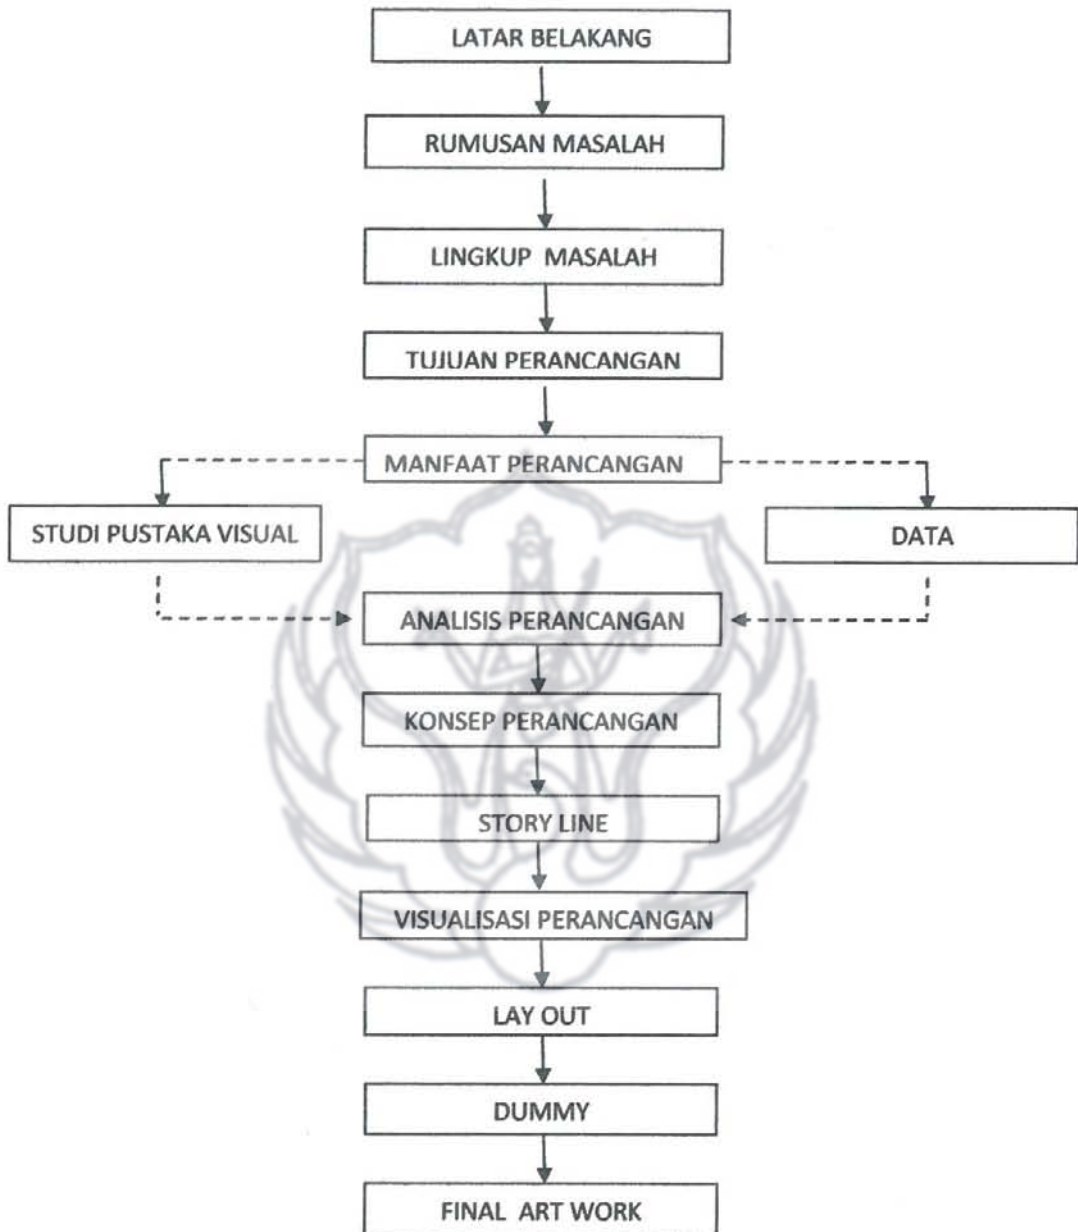 LATAR BELAKANG
RUMUSAN MASALAH
LINGKUP MASALAH
TUJUAN PERANCANGAN
MANFAAT PERANCANGAN
STUDI PUSTAKA VISUAL
DATA
ANALISIS PERANCANGAN
KONSEP PERANCANGAN
STORY LINE
VISUALISASI PERANCANGAN
LAY OUT
DUMMY
FINAL ART WORK